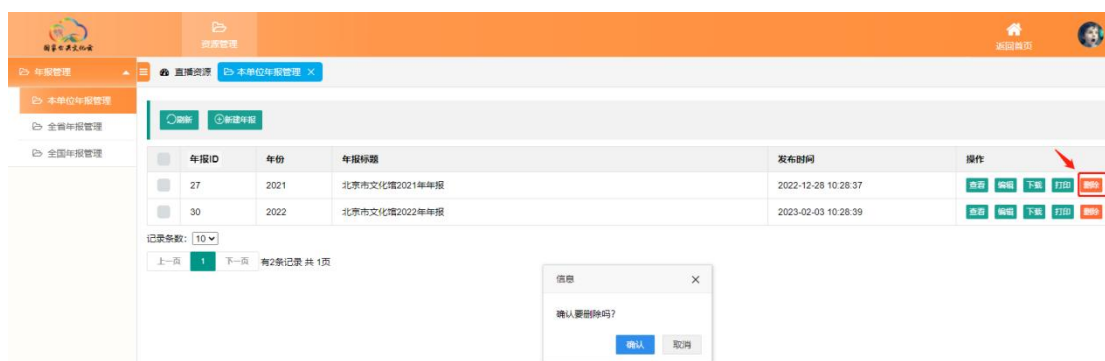 国家公共文化云
资源管理
返回首页
年报管理
直播资源 本单位年报管理
本单位年报管理
全省年报管理
全国年报管理
刷新 新建年报
年报ID 年份 年报标题 发布时间 操作
27 2021 北京市文化馆2021年年报 2022-12-28 10:28:37 查看 编辑 下载 打印 删除
30 2022 北京市文化馆2022年年报 2023-02-03 10:28:39 查看 编辑 下载 打印 删除
记录条数: 10
上一页 1 下一页 有2条记录 共 1页
信息
确认要删除吗?
确认 取消